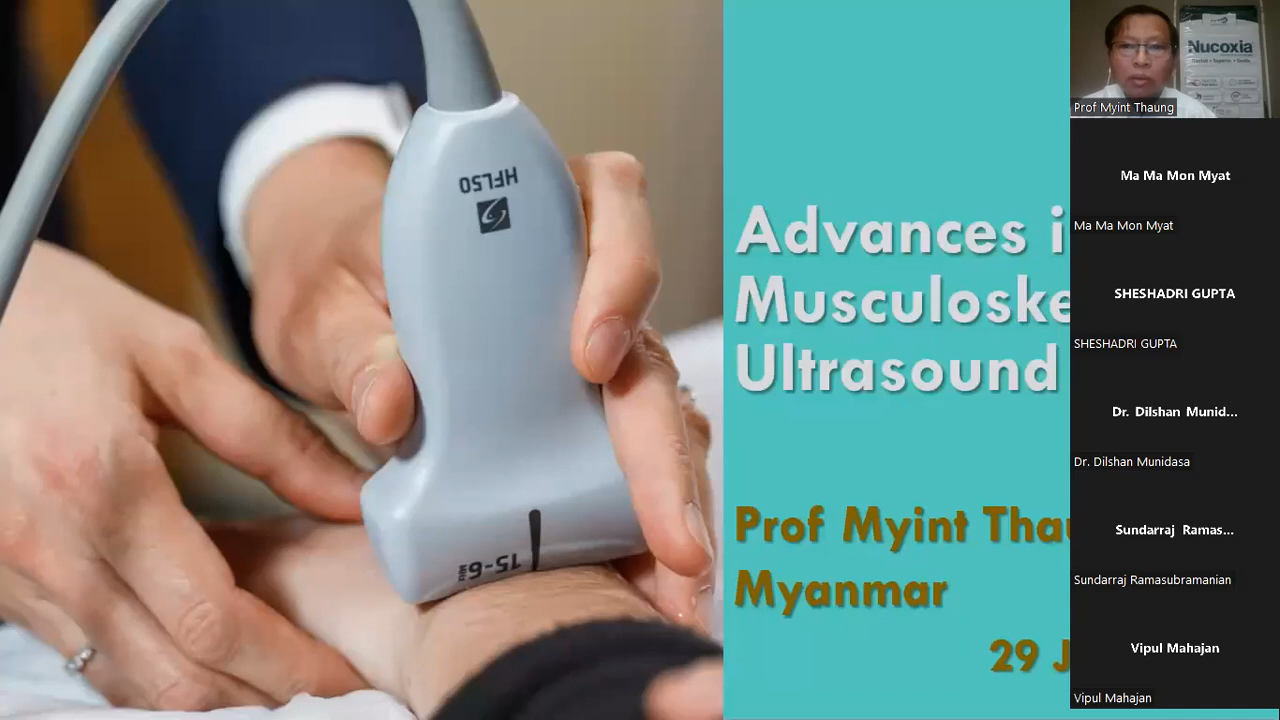 HFL50
15-6
MHz
Advances i
Musculoske
Ultrasound
Prof Myint Thau
Myanmar
29 J
Nucoxia
Prof Myint Thaung
Ma Ma Mon Myat
Ma Ma Mon Myat
SHESHADRI GUPTA
SHESHADRI GUPTA
Dr. Dilshan Munid...
Dr. Dilshan Munidasa
Sundarraj Ramas...
Sundarraj Ramasubramanian
Vipul Mahajan
Vipul Mahajan